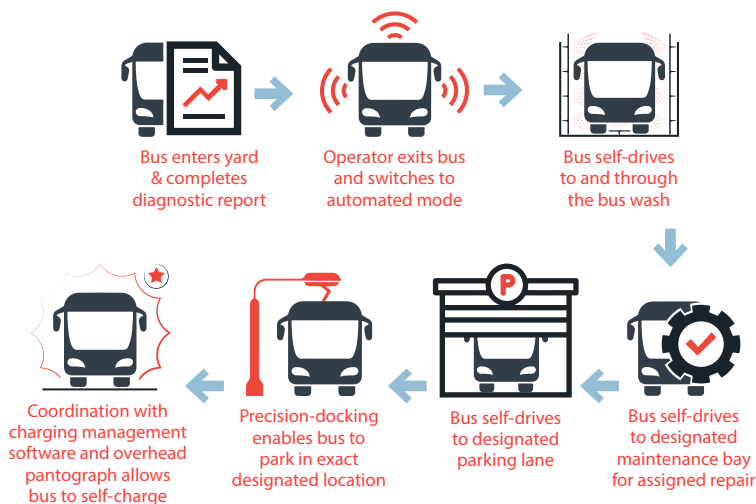 Bus enters yard
& completes
diagnostic report
Operator exits bus
and switches to
automated mode
Bus self-drives
to and through
the bus wash
P
Bus self-drives
to designated
maintenance bay
for assigned repair
Bus self-drives
to designated
parking lane
Precision-docking
enables bus to
park in exact
designated location
Coordination with
charging management
software and overhead
pantograph allows
bus to self-charge